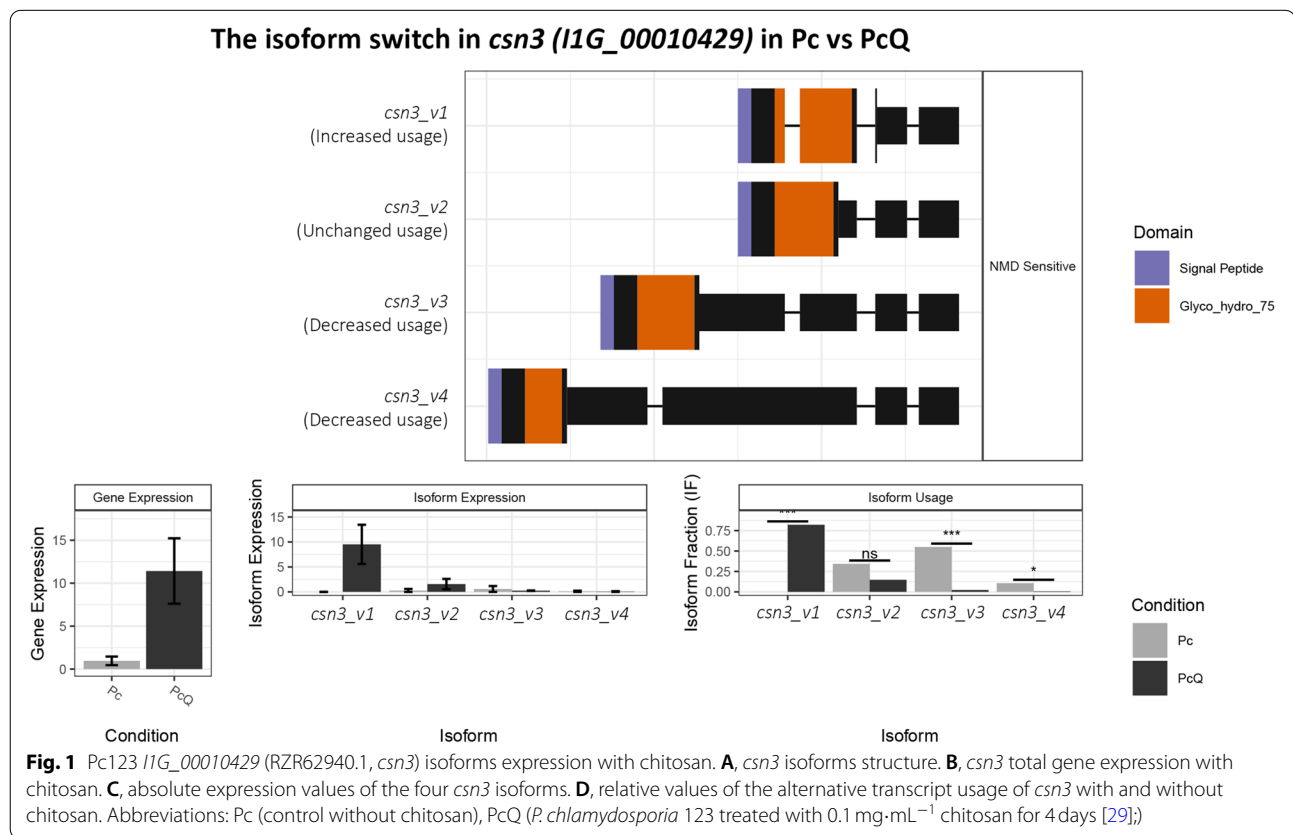 The isoform switch in csn3 (I1G_00010429) in Pc vs PcQ
csn3_v1
(Increased usage)
csn3_v2
(Unchanged usage)
csn3_v3
(Decreased usage)
csn3_v4
(Decreased usage)
NMD Sensitive
Domain
Signal Peptide
Glyco_hydro_75
Gene Expression
Gene Expression
15
10
5
0
Pc
PcQ
Condition
Isoform Expression
Isoform Expression
15
10
5
0
csn3_v1
csn3_v2
csn3_v3
csn3_v4
Isoform
Isoform Usage
Isoform Fraction (IF)
0.75
0.50
0.25
0.00
***
ns
***
*
csn3_v1
csn3_v2
csn3_v3
csn3_v4
Isoform
Condition
Pc
PcQ
Fig. 1 Pc123 I1G_00010429 (RZR62940.1, csn3) isoforms expression with chitosan. A, csn3 isoforms structure. B, csn3 total gene expression with
chitosan. C, absolute expression values of the four csn3 isoforms. D, relative values of the alternative transcript usage of csn3 with and without
chitosan. Abbreviations: Pc (control without chitosan), PcQ (P. chlamydosporia 123 treated with 0.1 mg·mL⁻¹ chitosan for 4 days [29];)